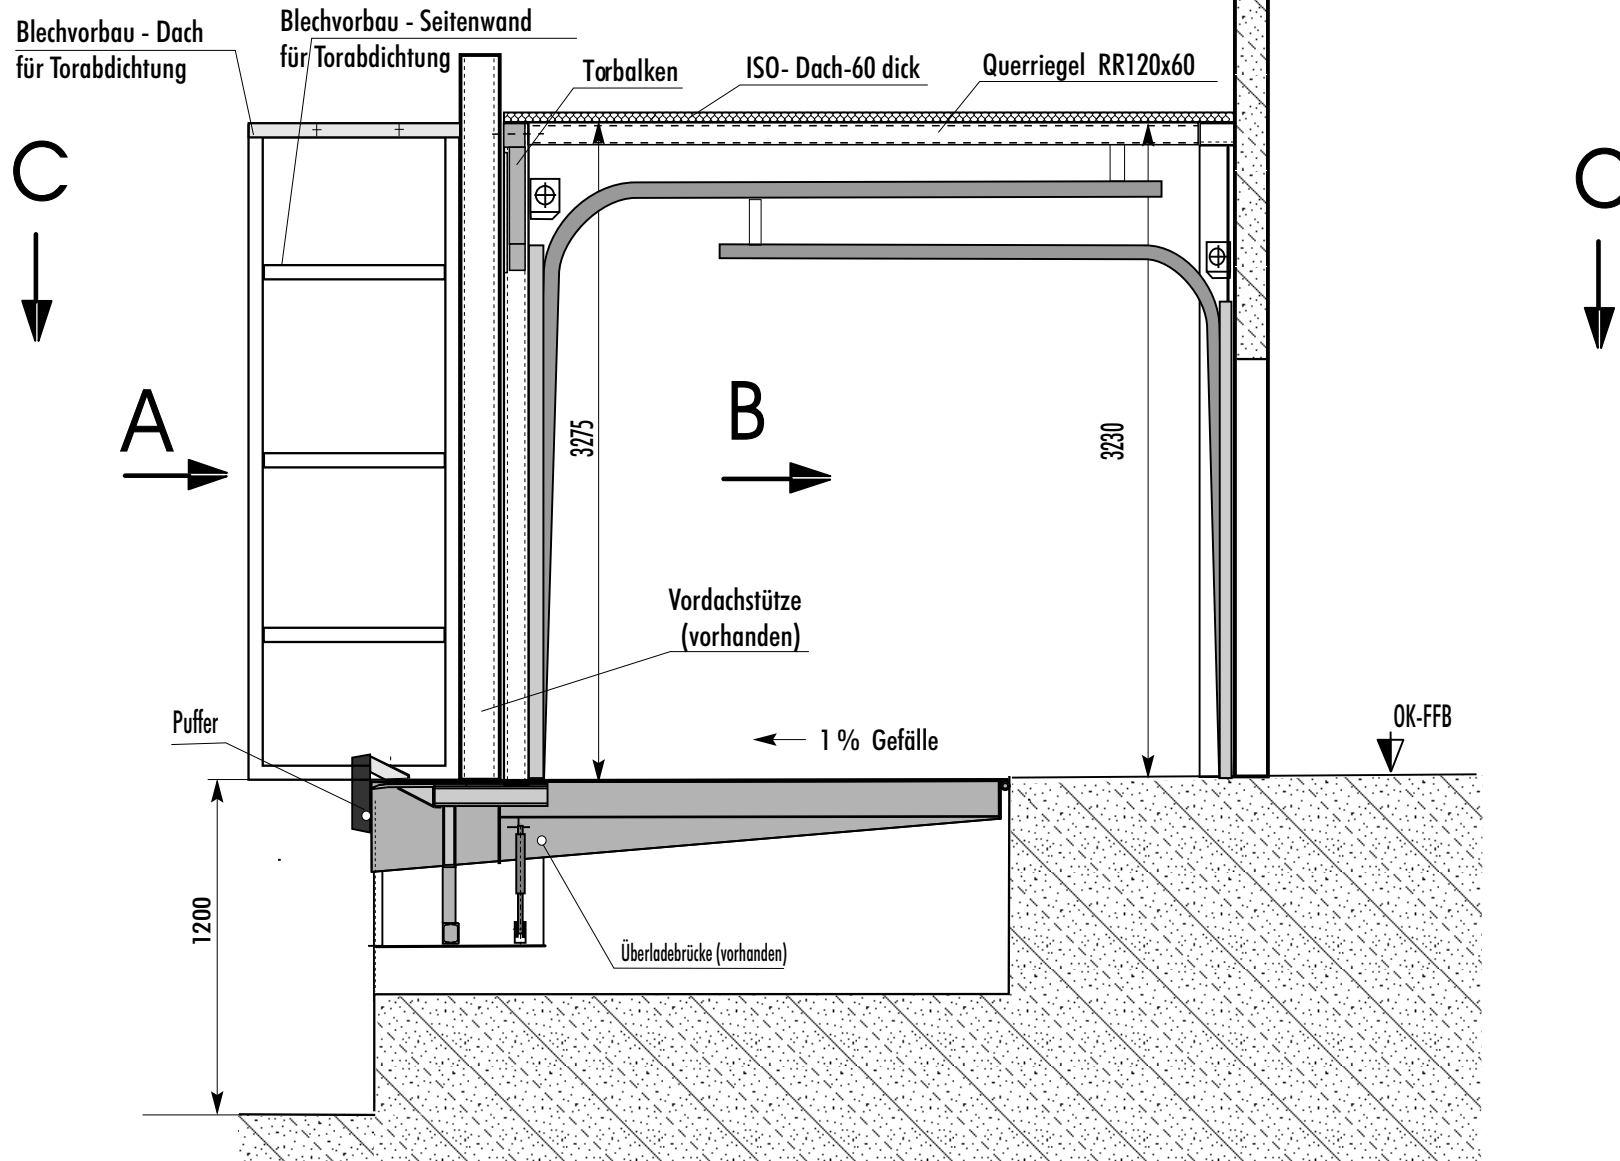 Blechvorbau - Dach
für Torabdichtung
Blechvorbau - Seitenwand
für Torabdichtung
Torbalken
ISO- Dach-60 dick
Querriegel RR120x60
C
C
A
B
3275
3230
Vordachstütze
(vorhanden)
Puffer
1 % Gefälle
OK-FFB
1200
Überladebrücke (vorhanden)